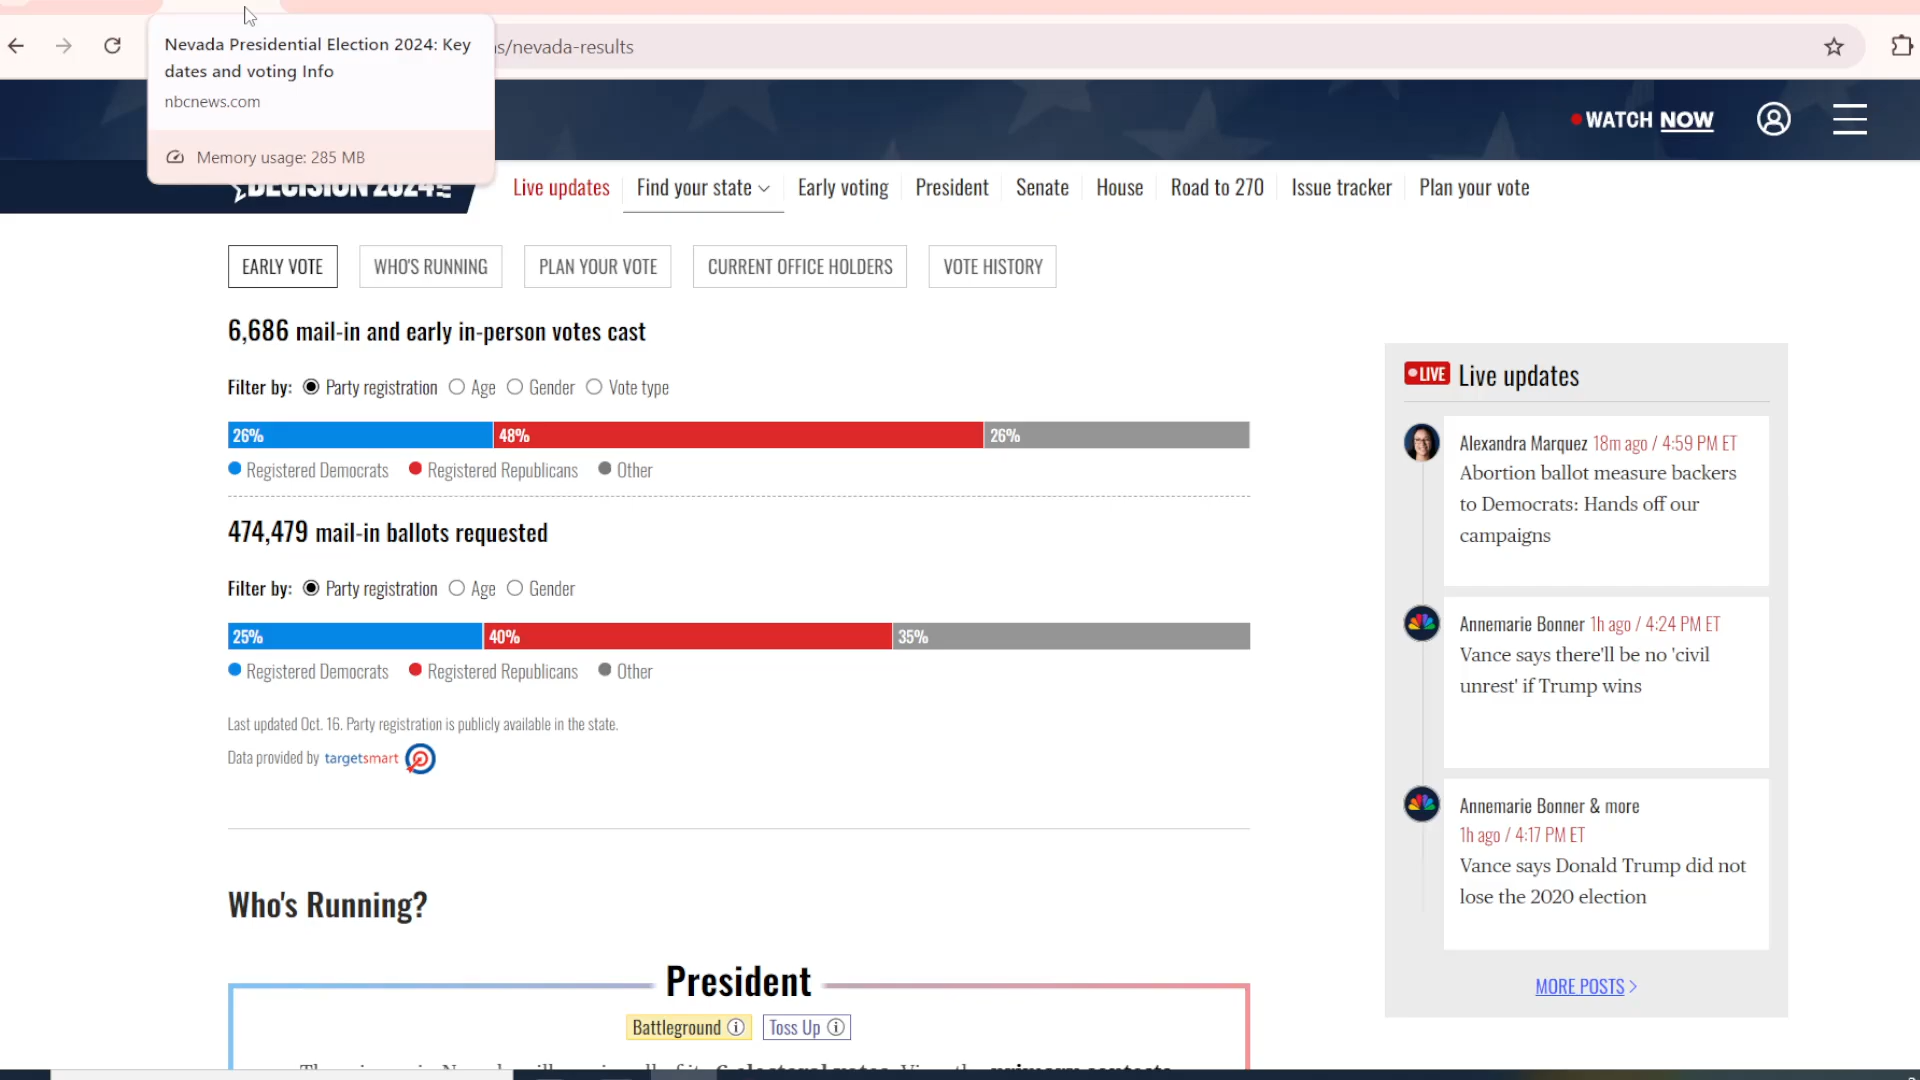 Nevada Presidential Election 2024: Key
dates and voting Info
nbcnews.com
Memory usage: 285 MB
s/nevada-results
WATCH NOW
DECISION 2024
Live updates
Find your state
Early voting
President
Senate
House
Road to 270
Issue tracker
Plan your vote
EARLY VOTE
WHO'S RUNNING
PLAN YOUR VOTE
CURRENT OFFICE HOLDERS
VOTE HISTORY
6,686 mail-in and early in-person votes cast
Filter by: Party registration Age Gender Vote type
26% 48% 26%
Registered Democrats Registered Republicans Other
474,479 mail-in ballots requested
Filter by: Party registration Age Gender
25% 40% 35%
Registered Democrats Registered Republicans Other
Last updated Oct. 16. Party registration is publicly available in the state.
Data provided by targetsmart
Who's Running?
President
Battleground Toss Up
6 electoral votes.
primary contests
LIVE Live updates
Alexandra Marquez 18m ago / 4:59 PM ET
Abortion ballot measure backers
to Democrats: Hands off our
campaigns
Annemarie Bonner 1h ago / 4:24 PM ET
Vance says there'll be no 'civil
unrest' if Trump wins
Annemarie Bonner & more
1h ago / 4:17 PM ET
Vance says Donald Trump did not
lose the 2020 election
MORE POSTS